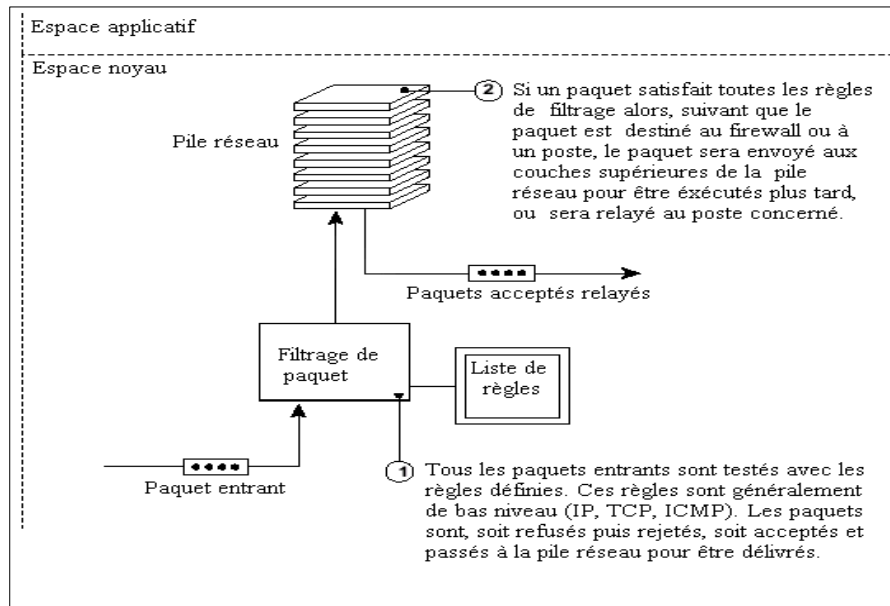 Espace applicatif
Espace noyau
Pile réseau
2 Si un paquet satisfait toutes les règles
de filtrage alors, suivant que le
paquet est destiné au firewall ou à
un poste, le paquet sera envoyé aux
couches supérieures de la pile
réseau pour être éxécutés plus tard,
ou sera relayé au poste concerné.
Paquets acceptés relayés
Filtrage de
paquet
Liste de
règles
Paquet entrant
1 Tous les paquets entrants sont testés avec les
règles définies. Ces règles sont généralement
de bas niveau (IP, TCP, ICMP). Les paquets
sont, soit refusés puis rejetés, soit acceptés et
passés à la pile réseau pour être délivrés.